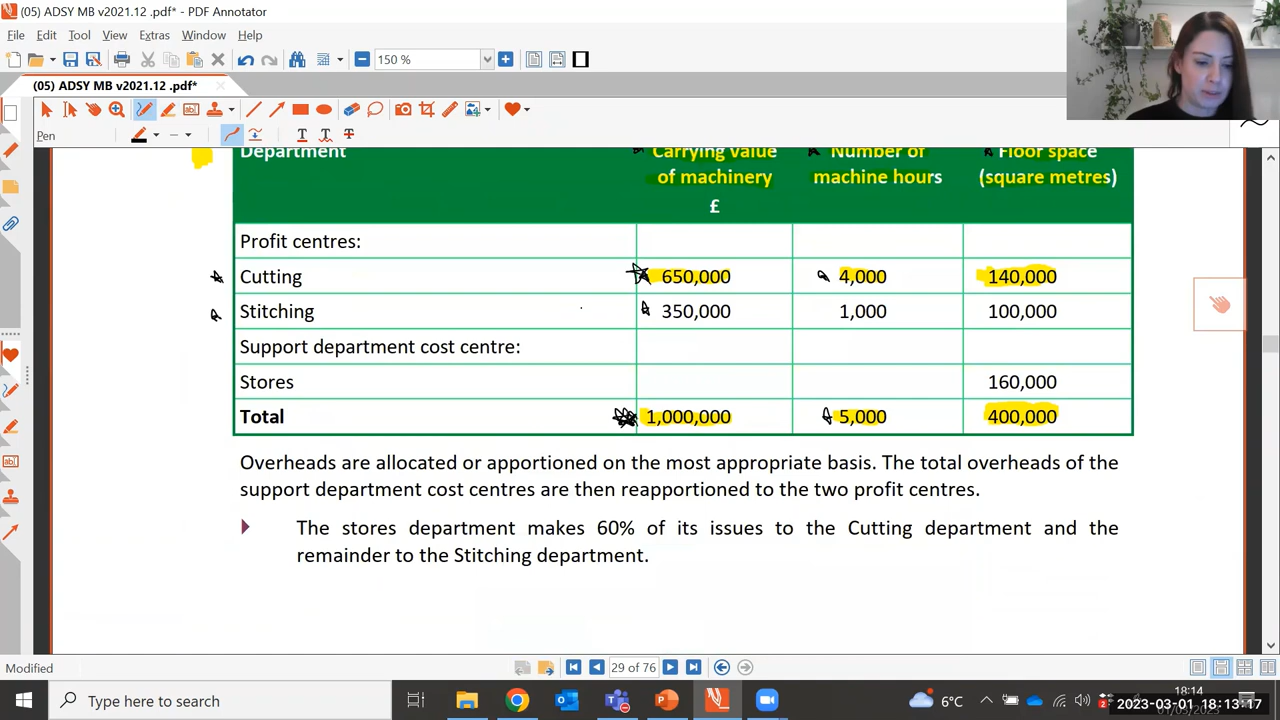 (05) ADSY MB v2021.12 .pdf* - PDF Annotator
File Edit Tool View Extras Window Help
150 %
(05) ADSY MB v2021.12 .pdf*
Pen
Department Carrying value of machinery £ Number of machine hours Floor space (square metres)
Profit centres:
Cutting 650,000 4,000 140,000
Stitching 350,000 1,000 100,000
Support department cost centre:
Stores 160,000
Total 1,000,000 5,000 400,000
Overheads are allocated or apportioned on the most appropriate basis. The total overheads of the
support department cost centres are then reapportioned to the two profit centres.
The stores department makes 60% of its issues to the Cutting department and the
remainder to the Stitching department.
Modified
29 of 76
Type here to search
6°C
18:14
2023-03-01 18:13:17